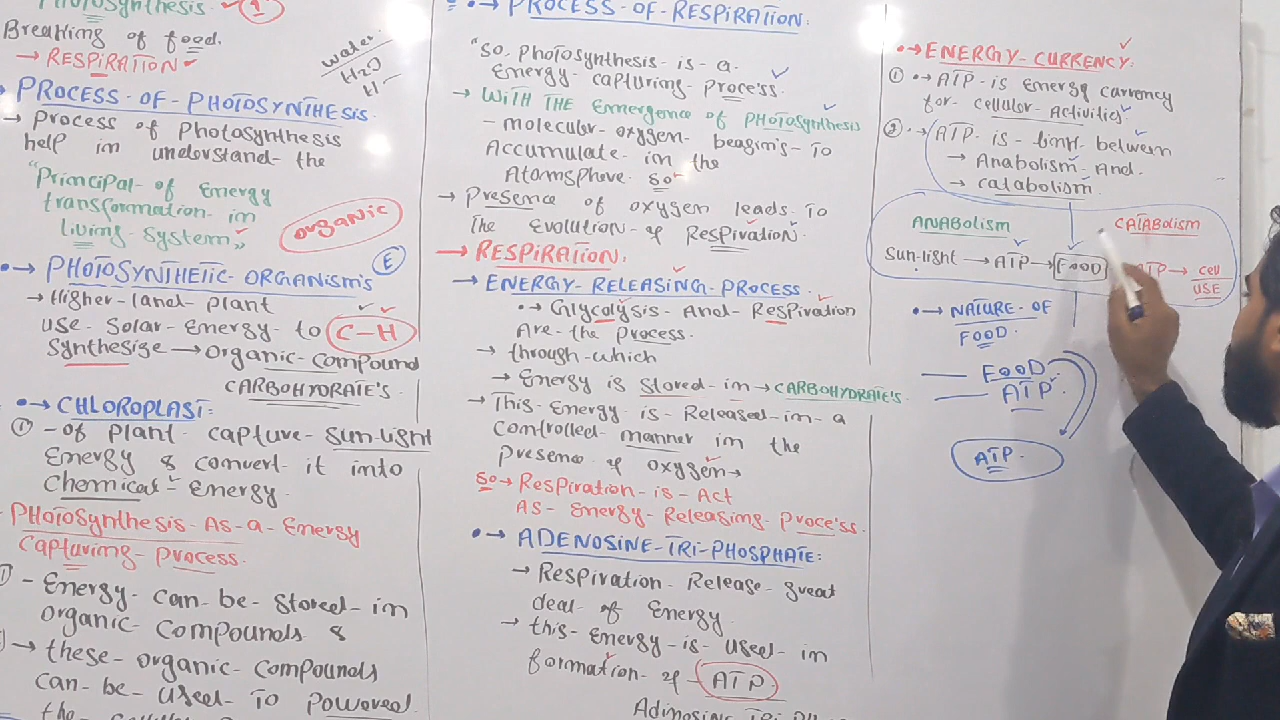 Photosynthesis.
Breathing of food.
→ RESPIRATION
water.
H2O
H
PROCESS-OF-PHOTOSYNTHESIS.
→ Process of Photosynthesis
help in understand-the
"Principal-of Energy
transformation-in
living-system"
organic
E
•→ PHOTOSYNTHETIC-ORGANISM'S
→ Higher-land-plant
use-Solar-Energy-to C-H
Synthesize → organic-compound
CARBOHYDRATE'S.
•→ CHLOROPLAST:
① -of plant-capture-sun-light
Energy & convert-it into
Chemical-Energy.
PHOTOSynthesis-As-a-Energy
Capturing-process.
① - Energy-can-be-stored-in
organic-compounds &
→ these-organic-compounds
can-be-used-To powered.
the
•→ PROCESS-OF-RESPIRATION.
"So, photosynthesis-is-a-
Energy-capturing-process.
→ WITH THE Emergence of PHOTOSynthesis
- molecular-oxygen-beagins-To
Accumulate-in the
Atomsphere. so
→ Presence of oxygen leads-To
The Evolution-of Respiration.
→ RESPIRATION.
→ ENERGY-RELEASING-PROCESS.
•→ Glycolysis-And-Respiration
Are-the process.
→ through-which
→ Energy is stored-in → CARBOHYDRATE'S.
→ This-Energy is-Released-in-a
controlled-manner in the
presence of oxygen→
so → Respiration-is-Act
As-Energy-Releasing-Process.
•→ ADENOSINE-TRI-PHOSPHATE:
→ Respiration-Release-great
deal-of Energy.
→ this-Energy-is-used-in
formation-of-ATP
•→ ENERGY-CURRENCY.
① •→ ATP-is Energy currency
for-cellular-Activities.
② •→ ATP-is-link between
→ Anabolism-And.
→ catabolism.
ANABolism CATABolism
Sun-light → ATP → FOOD ATP → cell
USE
•→ NATURE-OF
FOOD.
FOOD
ATP
ATP.